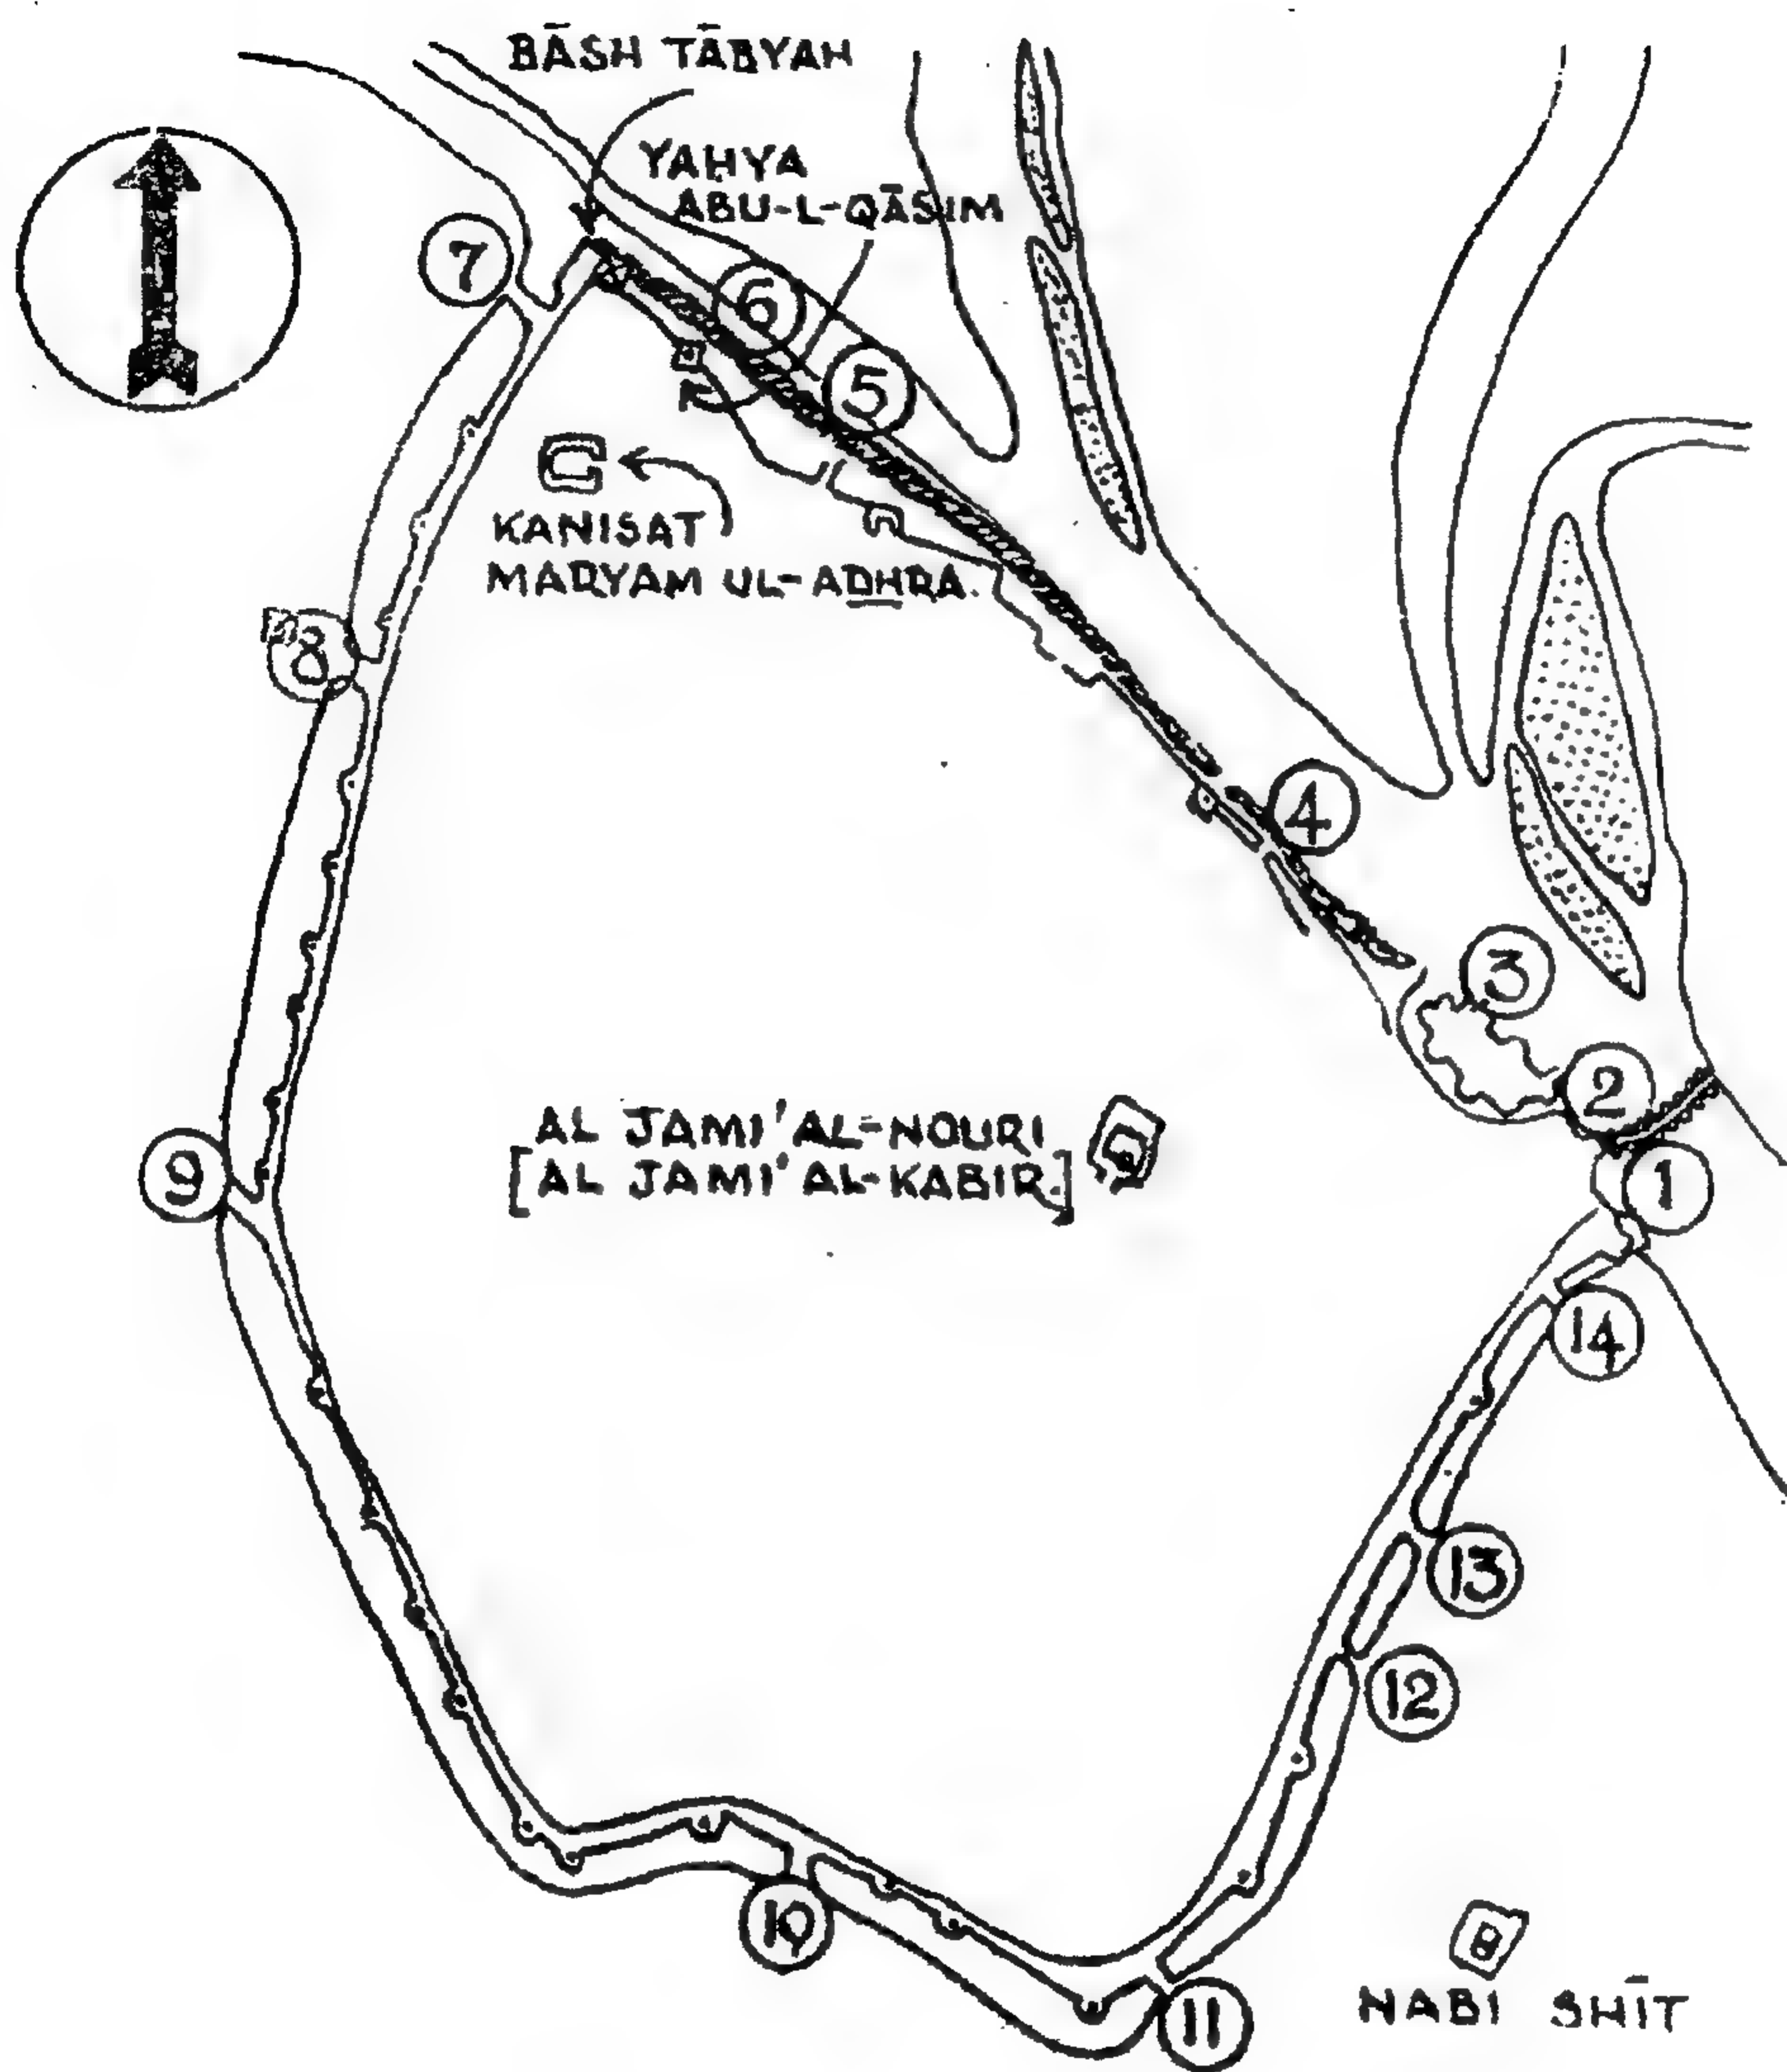 BĀSH TĀBYAH
YAHYA
ABU-L-QĀSIM
7
6
5
KANISAT
MARYAM UL-ADHRA.
8
4
3
2
AL JAMI'AL-NOURI
[AL JAMI'AL-KABIR.]
9
1
14
13
12
10
11
NABI SHĪT